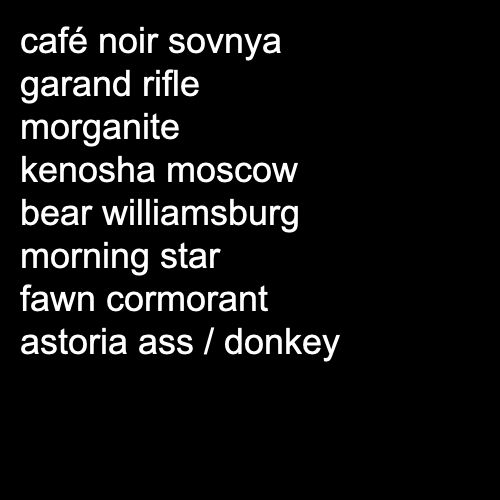 café noir sovnya
garand rifle
morganite
kenosha moscow
bear williamsburg
morning star
fawn cormorant
astoria ass / donkey